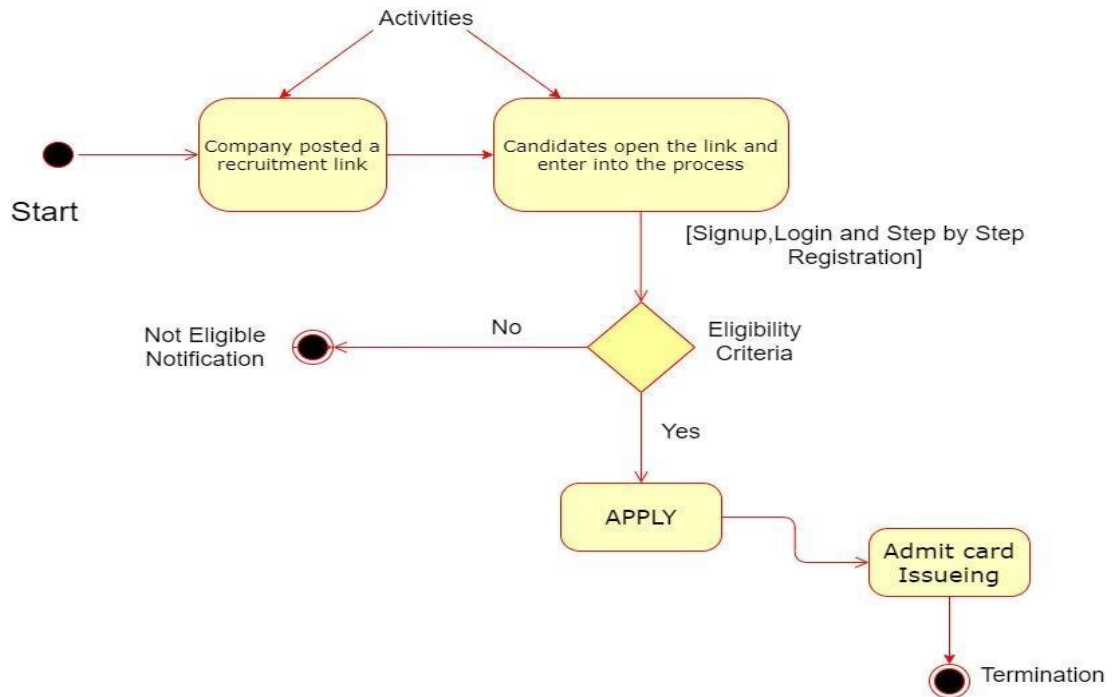 Activities
Company posted a
recruitment link
Candidates open the link and
enter into the process
Start
[Signup,Login and Step by Step
Registration]
No
Not Eligible
Notification
Eligibility
Criteria
Yes
APPLY
Admit card
Issueing
Termination